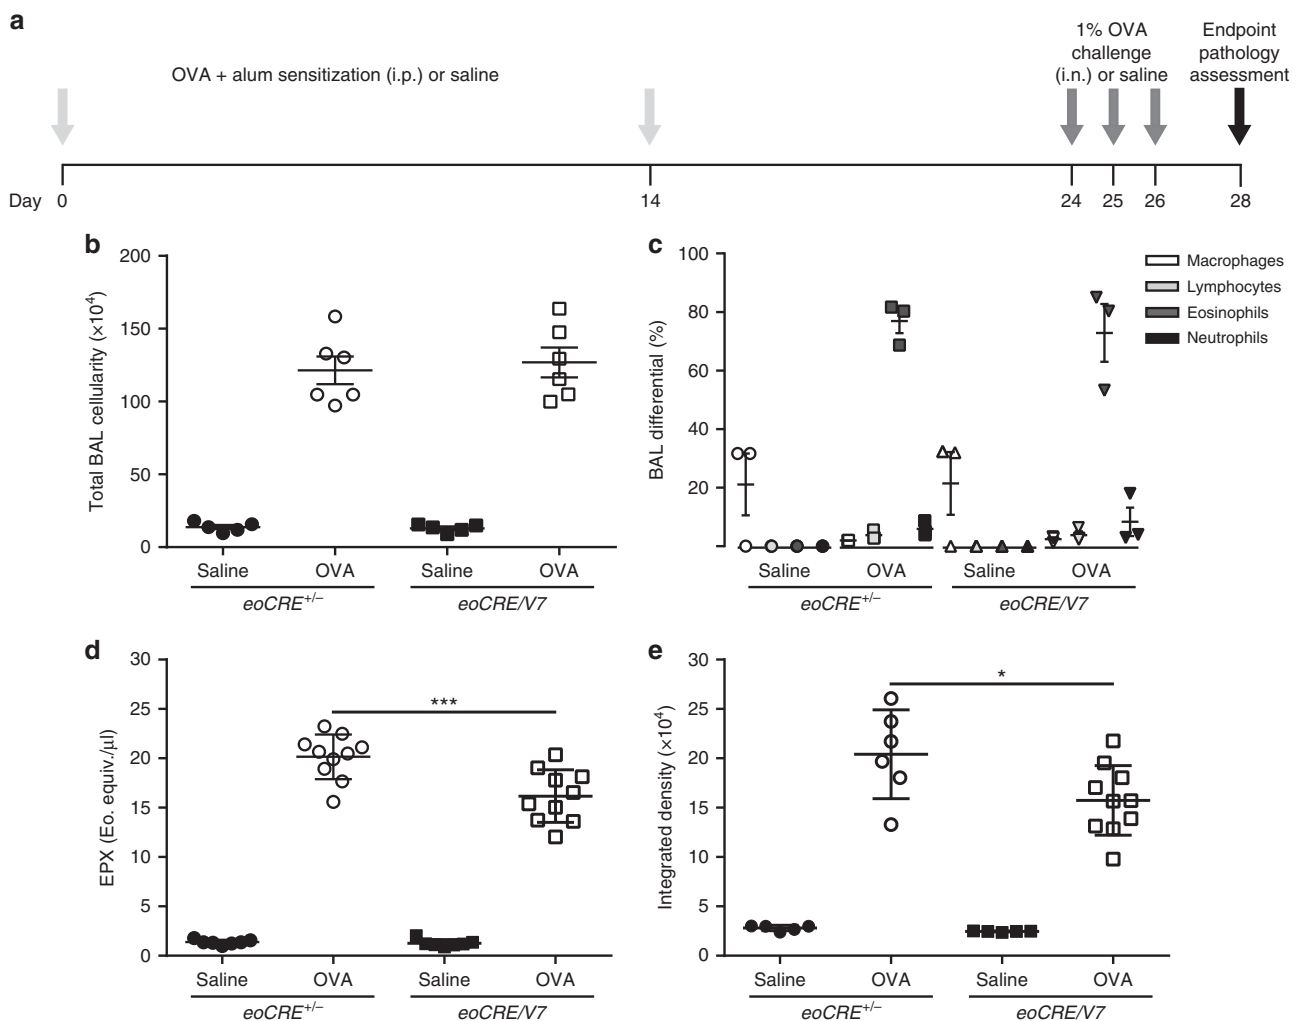 a
OVA + alum sensitization (i.p.) or saline
1% OVA
challenge
(i.n.) or saline
Endpoint
pathology
assessment
Day 0 14 24 25 26 28
b
Total BAL cellularity (×10⁴)
200
150
100
50
0
Saline OVA Saline OVA
eoCRE⁺/⁻ eoCRE/V7
c
BAL differential (%)
100
80
60
40
20
Macrophages
Lymphocytes
Eosinophils
Neutrophils
Saline OVA Saline OVA
eoCRE⁺/⁻ eoCRE/V7
d
EPX (Eo. equiv./µl)
30
25
20
15
10
5
0
***
Saline OVA Saline OVA
eoCRE⁺/⁻ eoCRE/V7
e
Integrated density (×10⁴)
30
25
20
15
10
5
0
*
Saline OVA Saline OVA
eoCRE⁺/⁻ eoCRE/V7